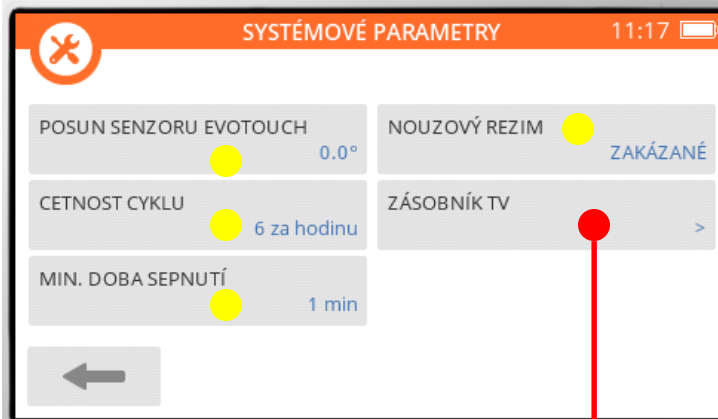 SYSTÉMOVÉ PARAMETRY
11:17
POSUN SENZORU EVOTOUCH
0.0°
NOUZOVÝ REZIM
ZAKÁZANÉ
CETNOST CYKLU
6 za hodinu
ZÁSOBNÍK TV
>
MIN. DOBA SEPNUTÍ
1 min